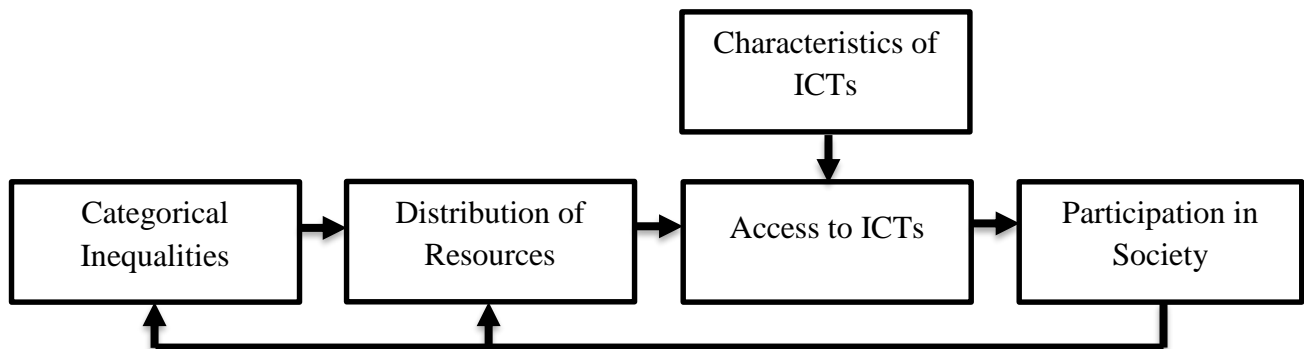 Characteristics of
ICTs
Categorical
Inequalities
Distribution of
Resources
Access to ICTs
Participation in
Society